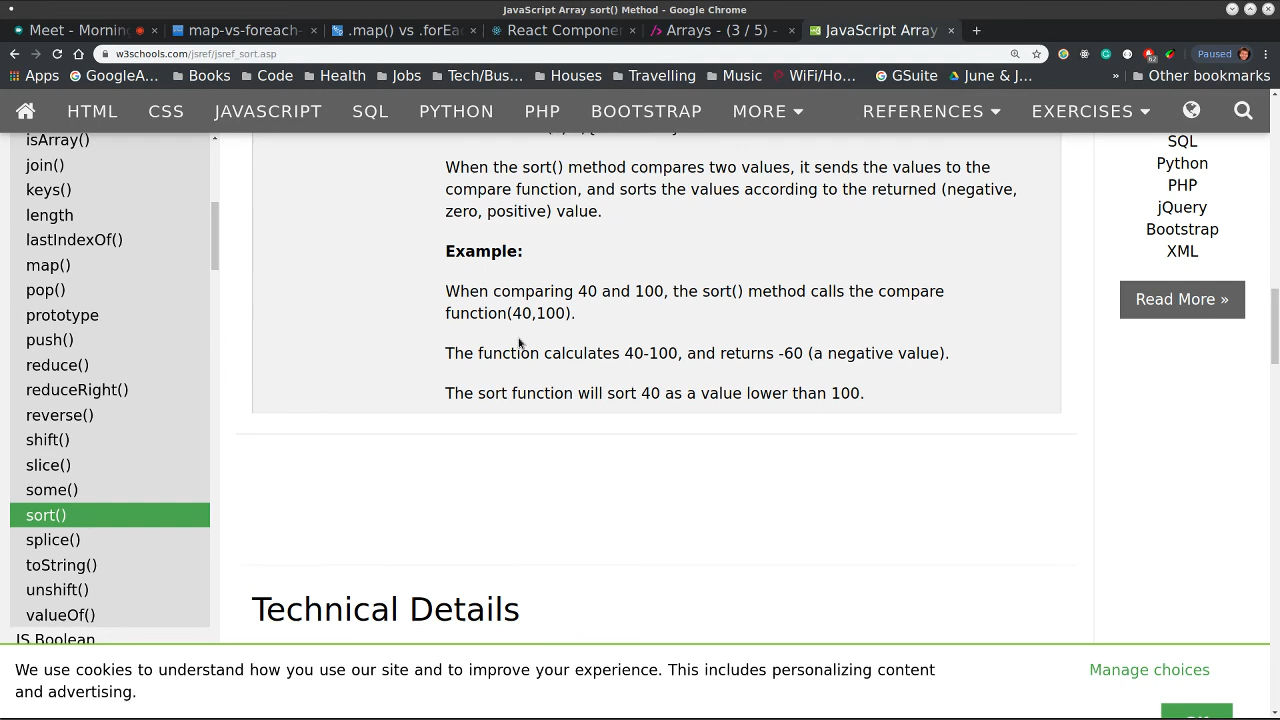 JavaScript Array sort() Method - Google Chrome
Meet - Mornin
map-vs-foreach-
.map() vs .forEa
React Compone
Arrays - (3 / 5) -
JavaScript Array
w3schools.com/jsref/jsref_sort.asp
62
Paused
Apps
GoogleA...
Books
Code
Health
Jobs
Tech/Bus...
Houses
Travelling
Music
WiFi/Ho...
GSuite
June & J...
»
Other bookmarks
HTML
CSS
JAVASCRIPT
SQL
PYTHON
PHP
BOOTSTRAP
MORE
REFERENCES
EXERCISES
isArray()
join()
keys()
length
lastIndexOf()
map()
pop()
prototype
push()
reduce()
reduceRight()
reverse()
shift()
slice()
some()
sort()
splice()
toString()
unshift()
valueOf()
JS Boolean
When the sort() method compares two values, it sends the values to the
compare function, and sorts the values according to the returned (negative,
zero, positive) value.
Example:
When comparing 40 and 100, the sort() method calls the compare
function(40,100).
The function calculates 40-100, and returns -60 (a negative value).
The sort function will sort 40 as a value lower than 100.
Technical Details
SQL
Python
PHP
jQuery
Bootstrap
XML
Read More »
We use cookies to understand how you use our site and to improve your experience. This includes personalizing content
and advertising.
Manage choices